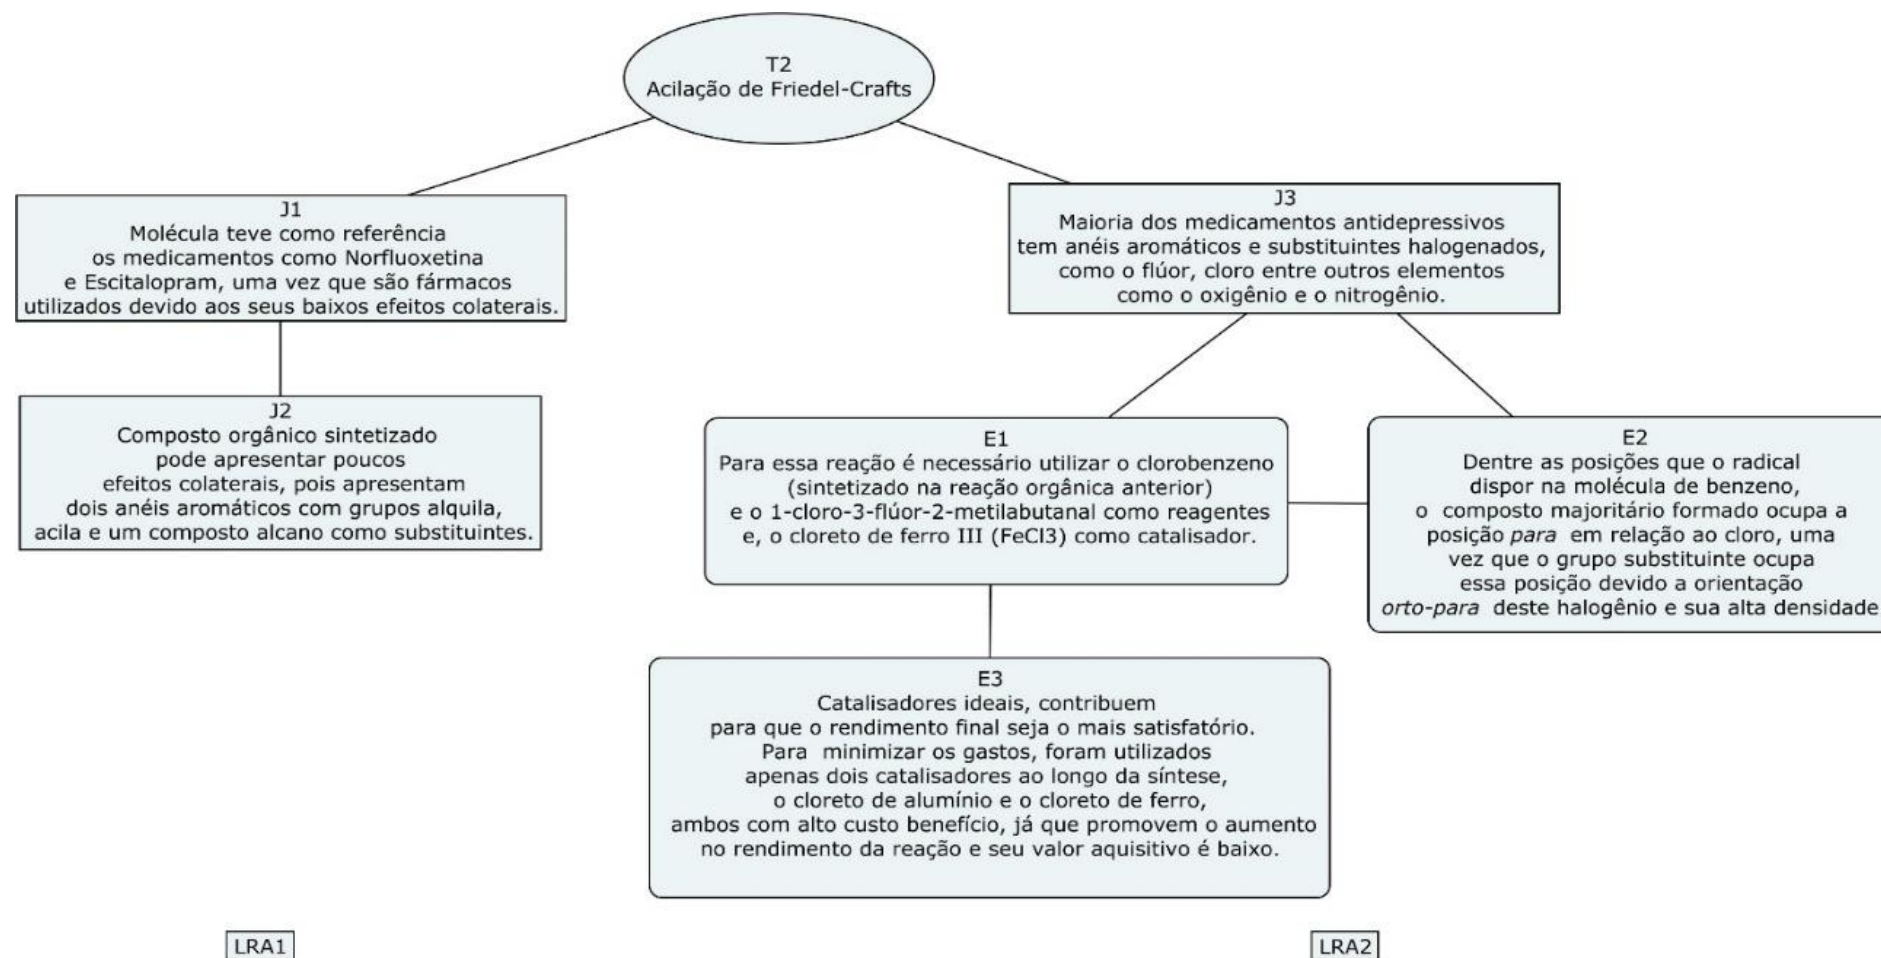 T2
Acilação de Friedel-Crafts
J1
Molécula teve como referência
os medicamentos como Norfluoxetina
e Escitalopram, uma vez que são fármacos
utilizados devido aos seus baixos efeitos colaterais.
J3
Maioria dos medicamentos antidepressivos
tem anéis aromáticos e substituintes halogenados,
como o flúor, cloro entre outros elementos
como o oxigênio e o nitrogênio.
J2
Composto orgânico sintetizado
pode apresentar poucos
efeitos colaterais, pois apresentam
dois anéis aromáticos com grupos alquila,
acila e um composto alcano como substituintes.
E1
Para essa reação é necessário utilizar o clorobenzeno
(sintetizado na reação orgânica anterior)
e o 1-cloro-3-flúor-2-metilabutanal como reagentes
e, o cloreto de ferro III (FeCl3) como catalisador.
E2
Dentre as posições que o radical
dispor na molécula de benzeno,
o composto majoritário formado ocupa a
posição para em relação ao cloro, uma
vez que o grupo substituinte ocupa
essa posição devido a orientação
orto-para deste halogênio e sua alta densidade
E3
Catalisadores ideais, contribuem
para que o rendimento final seja o mais satisfatório.
Para minimizar os gastos, foram utilizados
apenas dois catalisadores ao longo da síntese,
o cloreto de alumínio e o cloreto de ferro,
ambos com alto custo benefício, já que promovem o aumento
no rendimento da reação e seu valor aquisitivo é baixo.
LRA1
LRA2